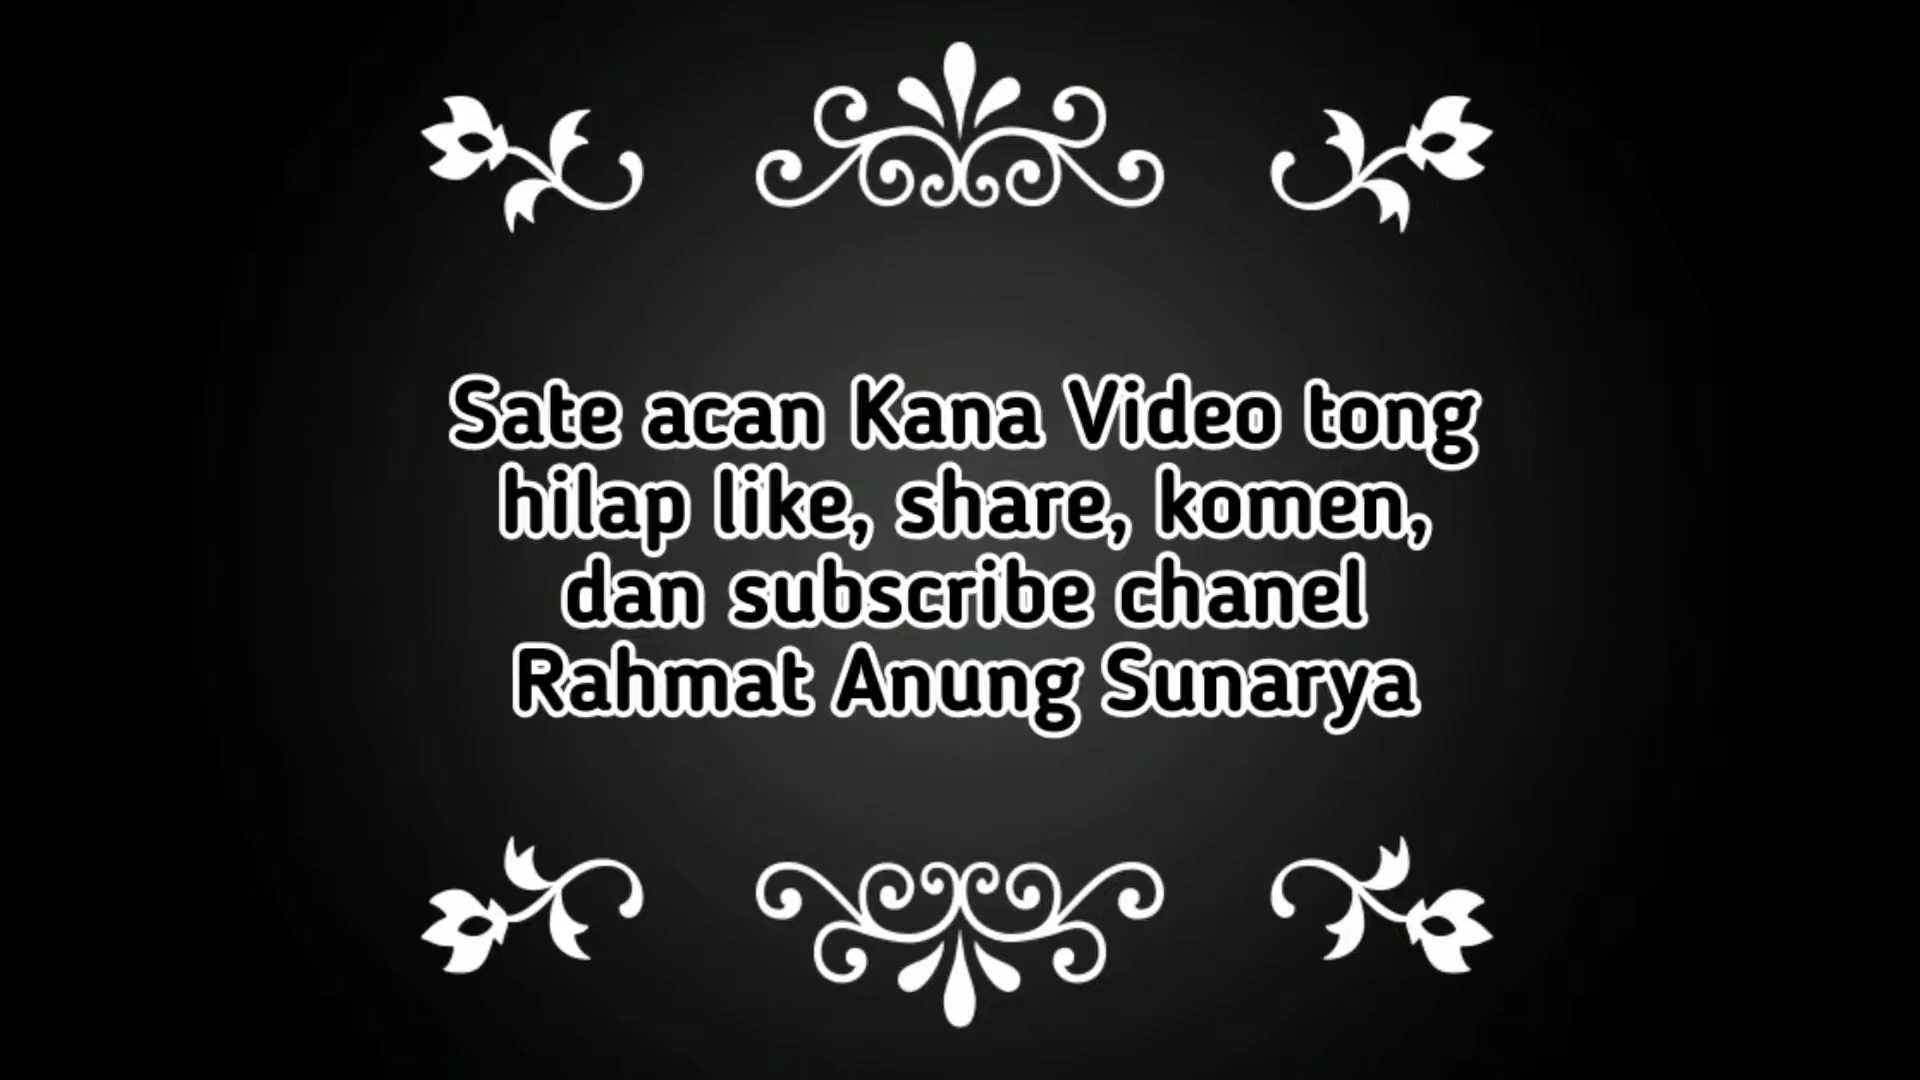 Sate acan Kana Video tong
hilap like, share, komen,
dan subscribe chanel
Rahmat Anung Sunarya